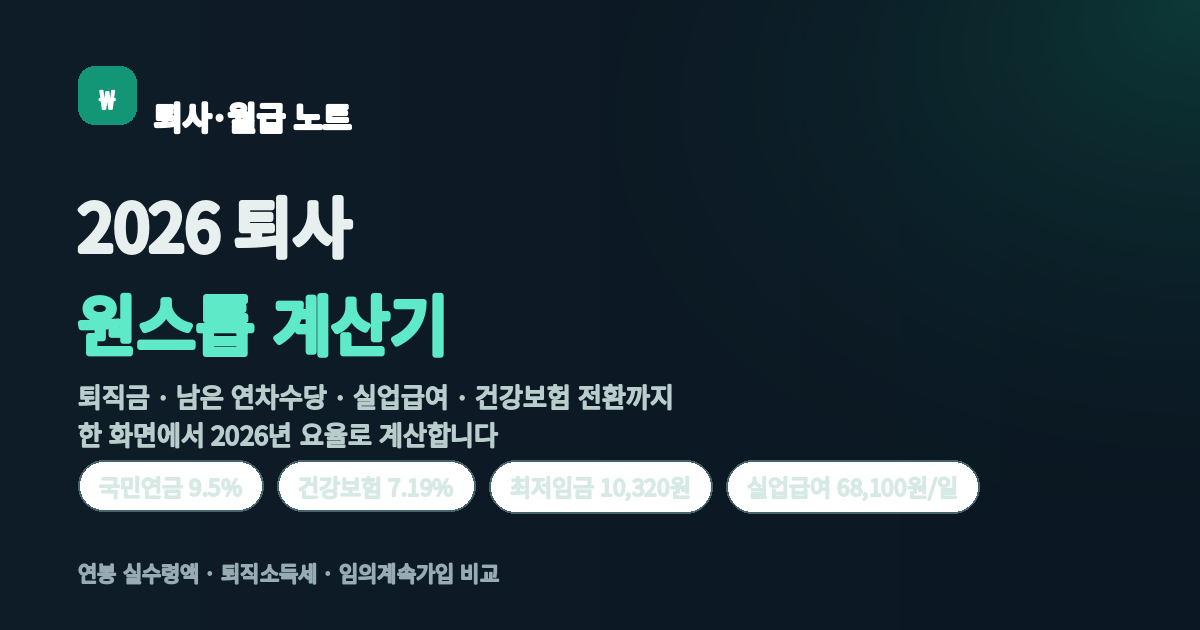 ₩
퇴사·월급 노트
2026 퇴사
원스톱 계산기
퇴직금 · 남은 연차수당 · 실업급여 · 건강보험 전환까지
한 화면에서 2026년 요율로 계산합니다
국민연금 9.5% 건강보험 7.19% 최저임금 10,320원 실업급여 68,100원/일
연봉 실수령액 · 퇴직소득세 · 임의계속가입 비교